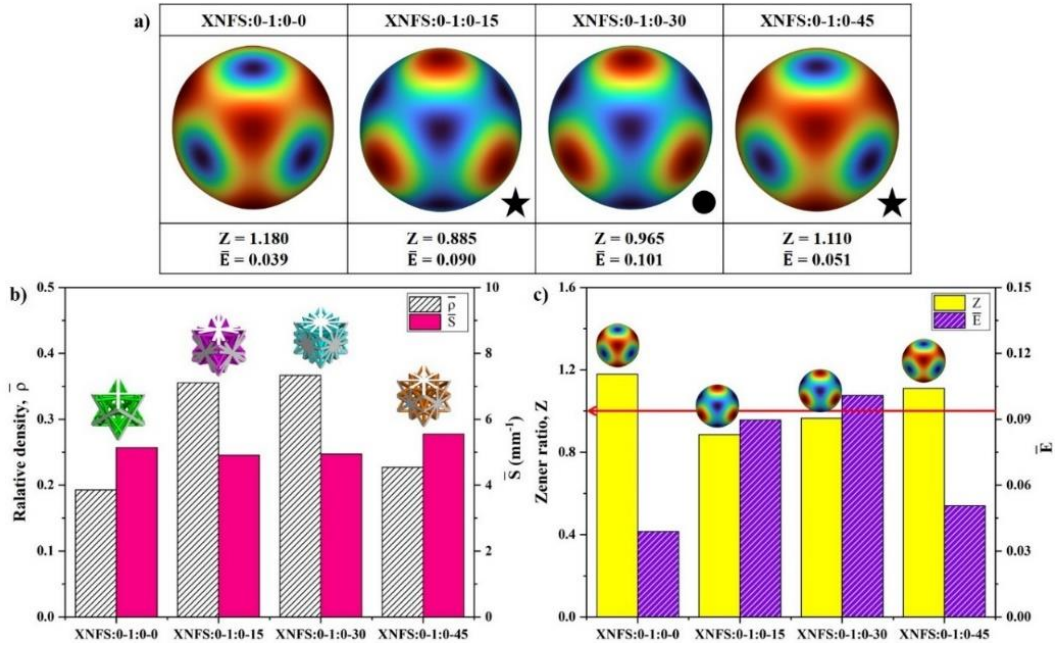 a)
XNFS:0-1:0-0 XNFS:0-1:0-15 XNFS:0-1:0-30 XNFS:0-1:0-45
Z = 1.180 Z = 0.885 Z = 0.965 Z = 1.110
E̅ = 0.039 E̅ = 0.090 E̅ = 0.101 E̅ = 0.051
b)
Ralative density, ρ̅
0.5
0.4
0.3
0.2
0.1
0.0
ρ̅
S̅
10
8
6
4
2
0
S̅ (mm⁻¹)
XNFS:0-1:0-0 XNFS:0-1:0-15 XNFS:0-1:0-30 XNFS:0-1:0-45
c)
Zener ratio, Z
1.6
1.2
0.8
0.4
0.0
Z
E̅
0.15
0.12
0.09
0.06
0.03
0.00
E̅
XNFS:0-1:0-0 XNFS:0-1:0-15 XNFS:0-1:0-30 XNFS:0-1:0-45